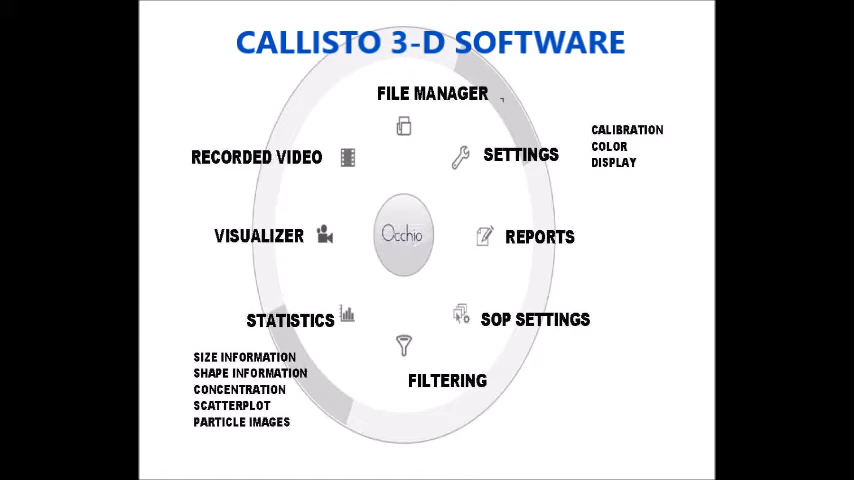 CALLISTO 3-D SOFTWARE
FILE MANAGER
RECORDED VIDEO
SETTINGS
CALIBRATION
COLOR
DISPLAY
VISUALIZER
Occhio
REPORTS
STATISTICS
SOP SETTINGS
SIZE INFORMATION
SHAPE INFORMATION
CONCENTRATION
SCATTERPLOT
PARTICLE IMAGES
FILTERING